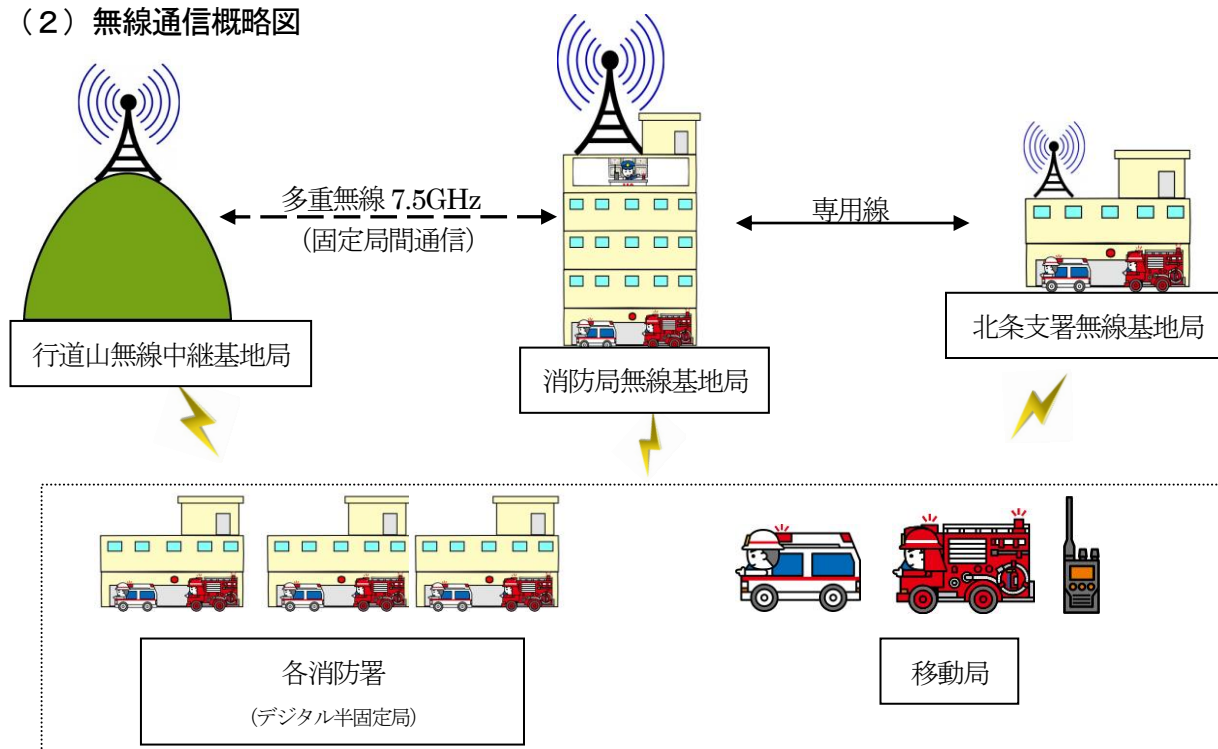 （２）無線通信概略図
多重無線 7.5GHz
（固定局間通信）
専用線
行道山無線中継基地局
消防局無線基地局
北条支署無線基地局
各消防署
（デジタル半固定局）
移動局